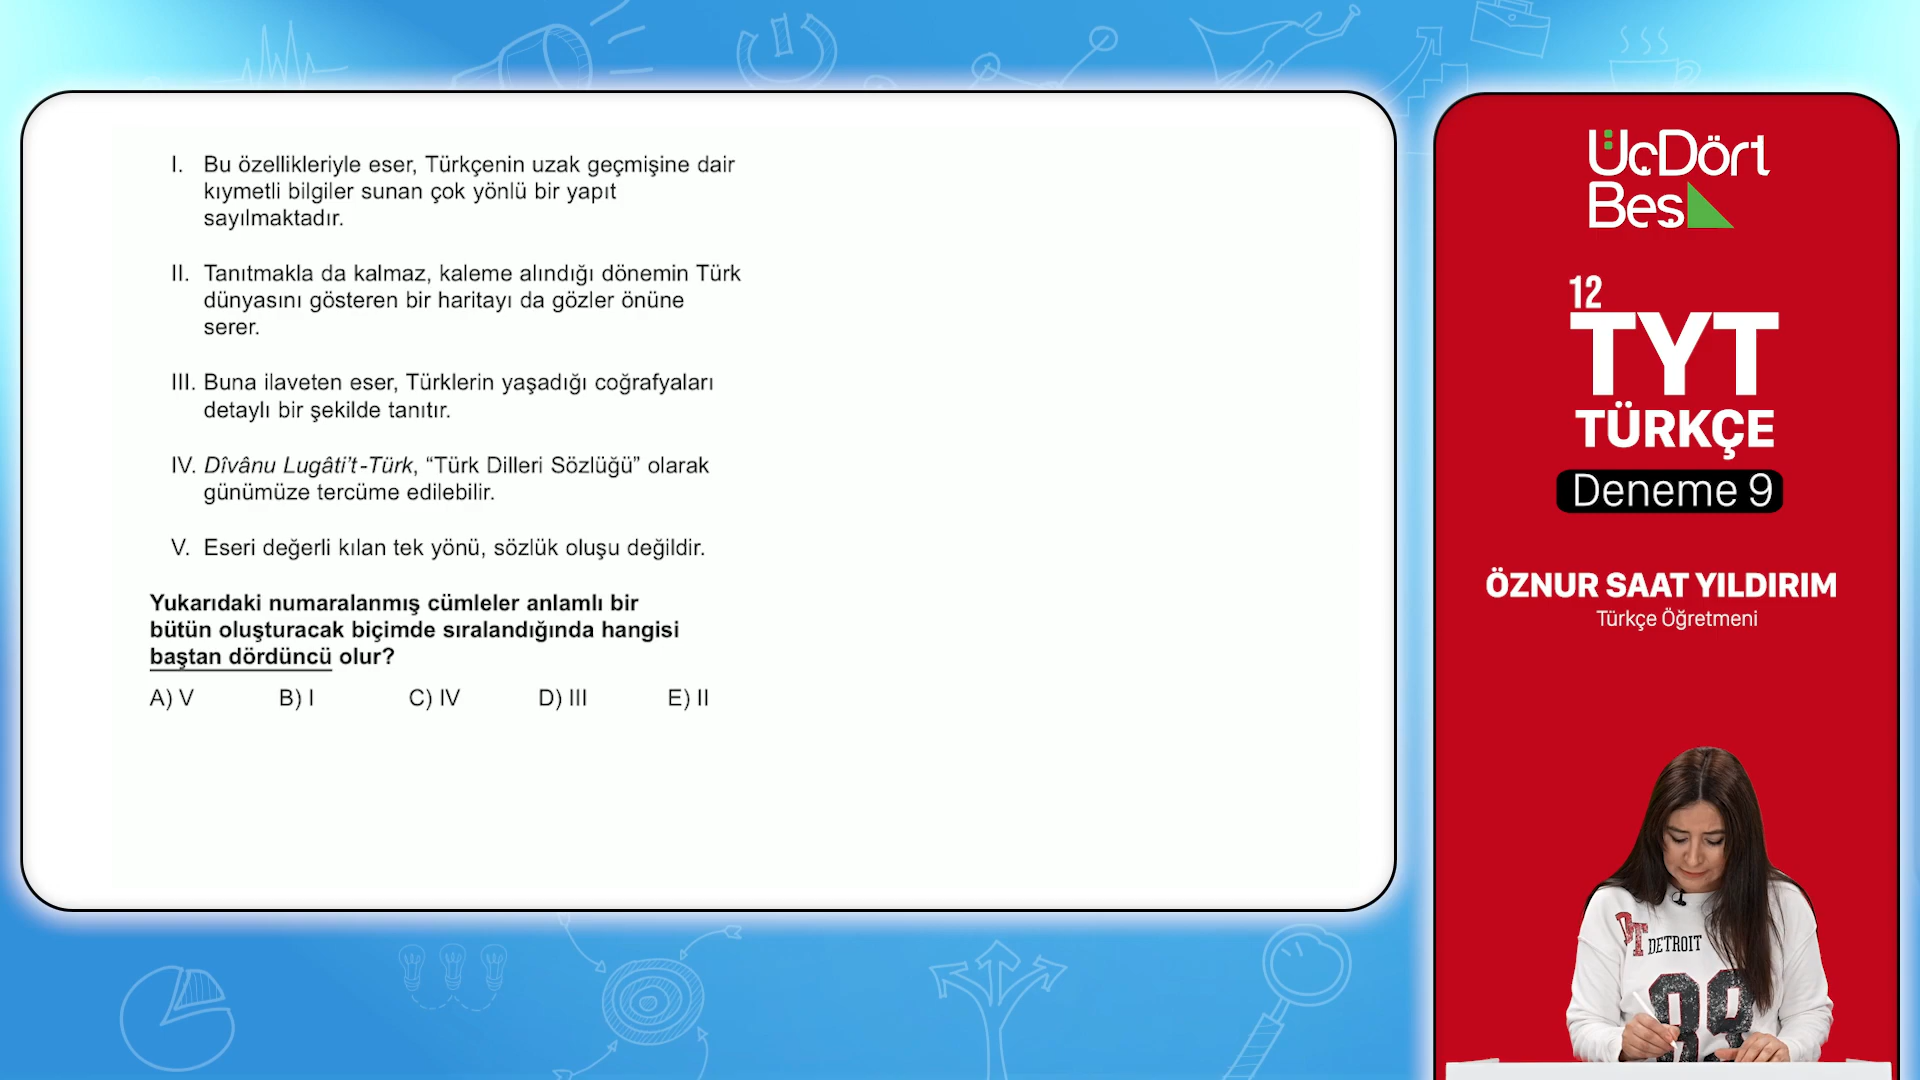 I. Bu özellikleriyle eser, Türkçenin uzak geçmişine dair
kıymetli bilgiler sunan çok yönlü bir yapıt
sayılmaktadır.
II. Tanıtmakla da kalmaz, kaleme alındığı dönemin Türk
dünyasını gösteren bir haritayı da gözler önüne
serer.
III. Buna ilaveten eser, Türklerin yaşadığı coğrafyaları
detaylı bir şekilde tanıtır.
IV. Dîvânu Lugâti't-Türk, “Türk Dilleri Sözlüğü” olarak
günümüze tercüme edilebilir.
V. Eseri değerli kılan tek yönü, sözlük oluşu değildir.
Yukarıdaki numaralanmış cümleler anlamlı bir
bütün oluşturacak biçimde sıralandığında hangisi
baştan dördüncü olur?
A) V B) I C) IV D) III E) II
ÜçDört
Beş
12
TYT
TÜRKÇE
Deneme 9
ÖZNUR SAAT YILDIRIM
Türkçe Öğretmeni
DT DETROIT